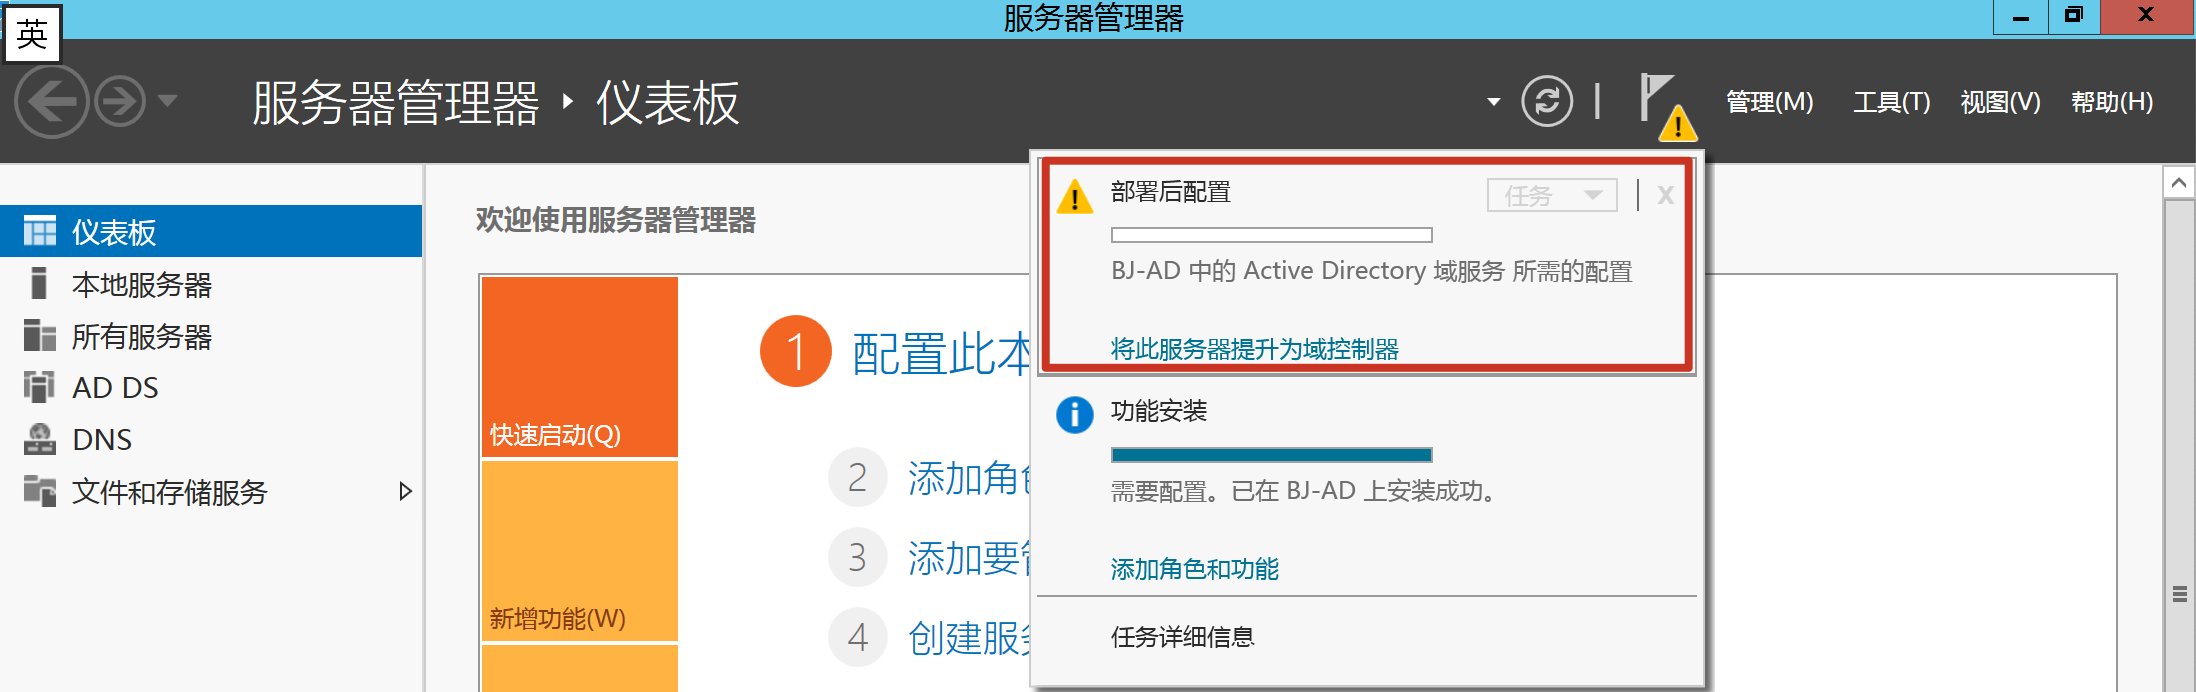 服务器管理器
英
服务器管理器 ‣ 仪表板
管理(M) 工具(T) 视图(V) 帮助(H)
仪表板
本地服务器
所有服务器
AD DS
DNS
文件和存储服务
欢迎使用服务器管理器
快速启动(Q)
新增功能(W)
1 配置此本
2 添加角
3 添加要
4 创建服
部署后配置
任务
X
BJ-AD 中的 Active Directory 域服务 所需的配置
将此服务器提升为域控制器
功能安装
需要配置。已在 BJ-AD 上安装成功。
添加角色和功能
任务详细信息